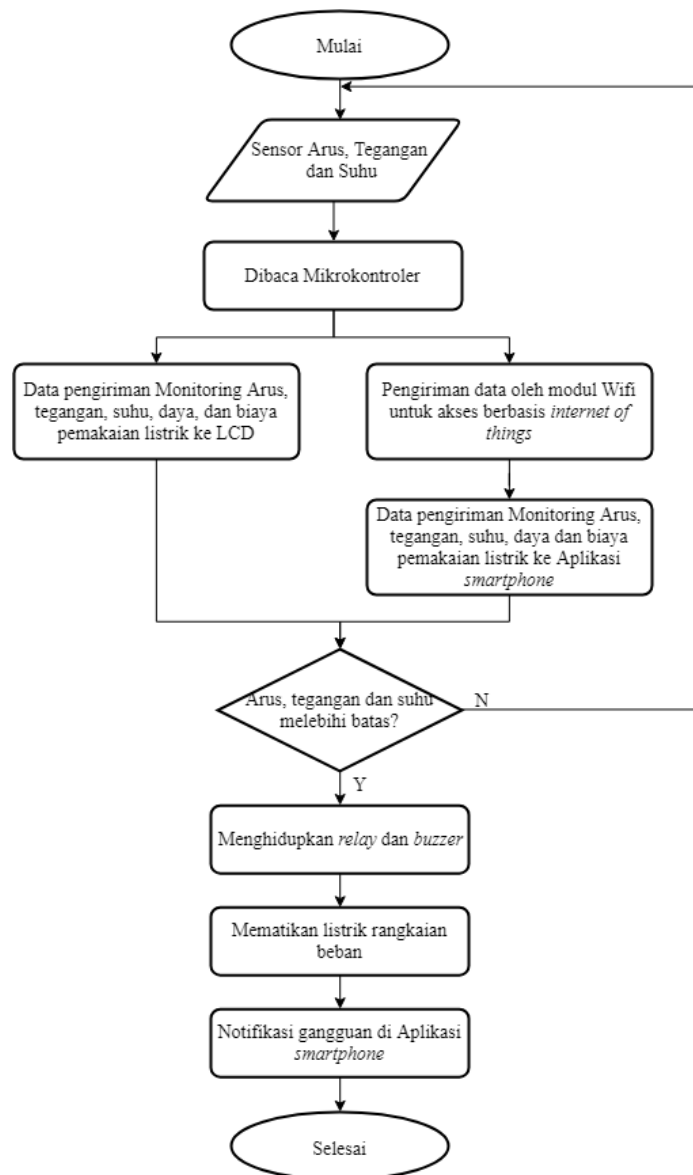 Mulai
Sensor Arus, Tegangan
dan Suhu
Dibaca Mikrokontroler
Data pengiriman Monitoring Arus,
tegangan, suhu, daya, dan biaya
pemakaian listrik ke LCD
Pengiriman data oleh modul Wifi
untuk akses berbasis internet of
things
Data pengiriman Monitoring Arus,
tegangan, suhu, daya dan biaya
pemakaian listrik ke Aplikasi
smartphone
Arus, tegangan dan suhu
melebihi batas?
N
Y
Menghidupkan relay dan buzzer
Mematikan listrik rangkaian
beban
Notifikasi gangguan di Aplikasi
smartphone
Selesai